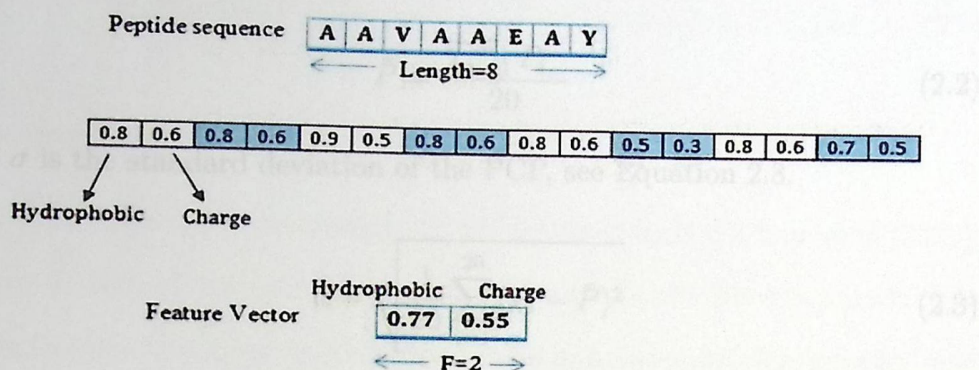 Peptide sequence A A V A A E A Y
Length=8
0.8 0.6 0.8 0.6 0.9 0.5 0.8 0.6 0.8 0.6 0.5 0.3 0.8 0.6 0.7 0.5
σ is the standard deviation of the PCP, see Equation 2.3.
(2.2)
Hydrophobic Charge
Hydrophobic Charge
Feature Vector 0.77 0.55
(2.3)
F=2